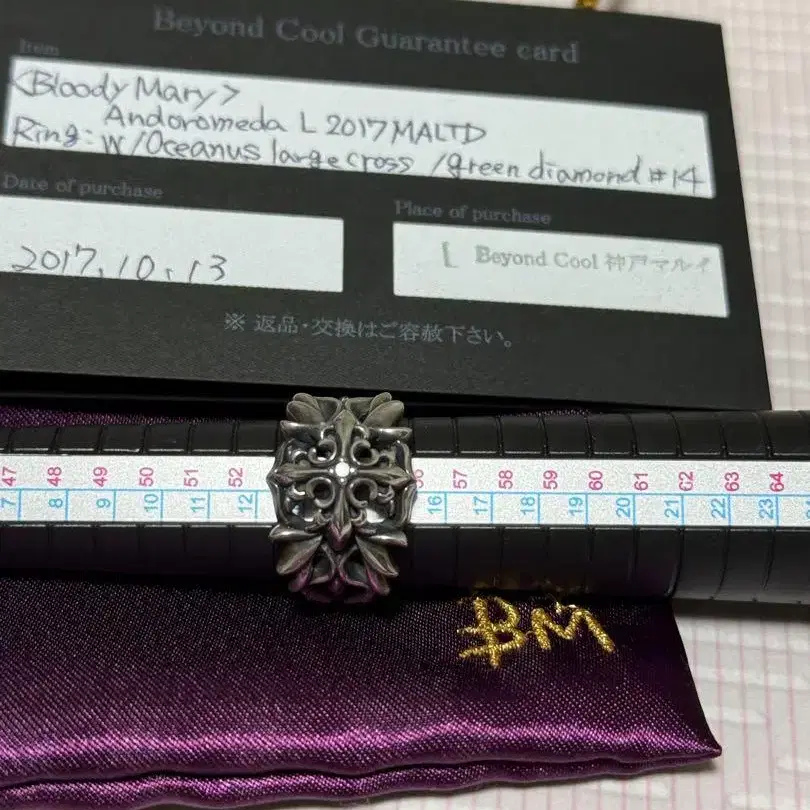 Beyond Cool Guarantee card
Item
<Bloody Mary>
Andoromeda L 2017MALTD
Ring: W/Oceanus large cross /green diamond #14
Date of purchase
Place of purchase
2017.10.13
Beyond Cool 神戸マルイ
※ 返品・交換はご容赦下さい。
47 48 49 50 51 52 56 57 58 59 60 61 62 63 64
7 8 9 10 11 12 16 17 18 19 20 21 22 23
BM